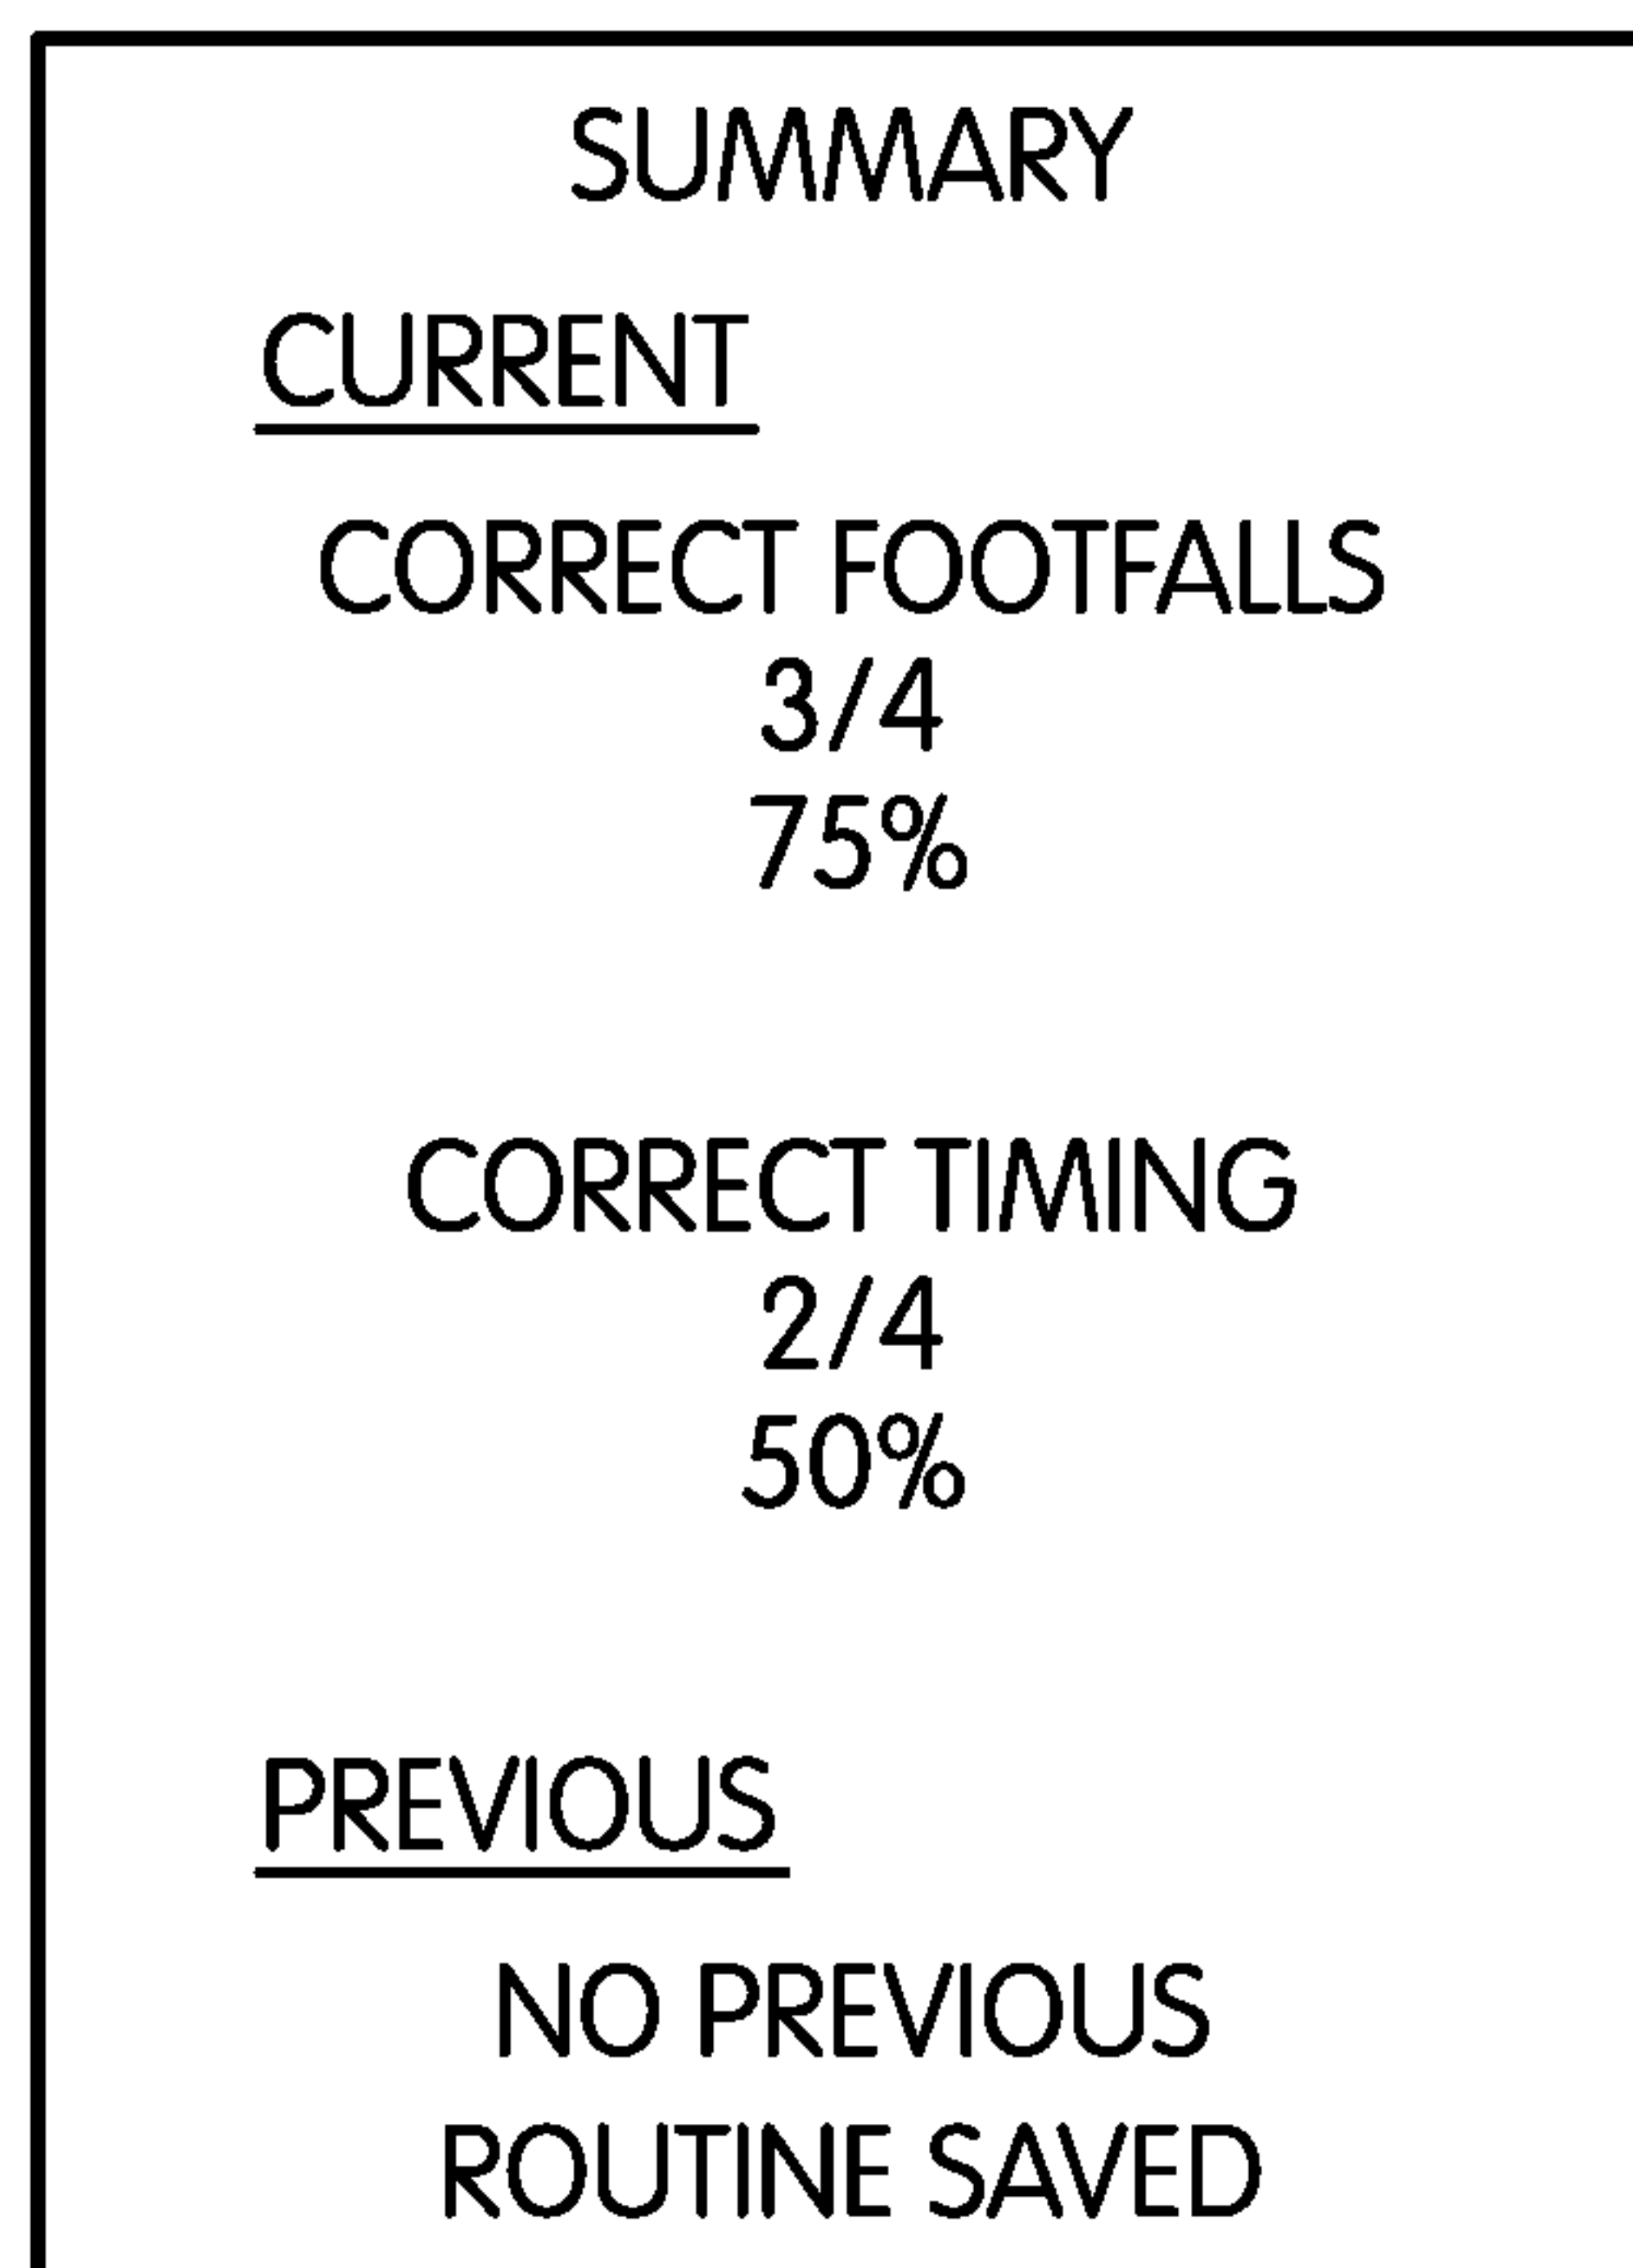 SUMMARY
CURRENT
CORRECT FOOTFALLS
3/4
75%
CORRECT TIMING
2/4
50%
PREVIOUS
NO PREVIOUS
ROUTINE SAVED